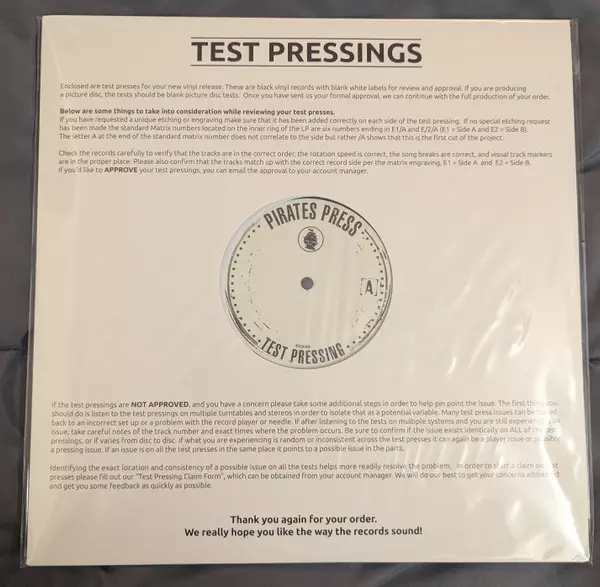 TEST PRESSINGS
Enclosed are test presses for your new vinyl release. These are black vinyl records with blank white labels for review and approval. If you are producing
a picture disc, the tests should be blank picture disc tests. Once you have sent us your formal approval, we can continue with the full production of your order.
Below are some things to take into consideration while reviewing your test presses.
If you have requested a unique etching or engraving make sure that it has been added correctly on each side of the test pressing. If no special etching request
has been made the standard Matrix numbers located on the inner ring of the LP are six numbers ending in E1/A and E/2/A (E1 = Side A and E2 = Side B).
The letter A at the end of the standard matrix number does not correlate to the side but rather /A shows that this is the first cut of the project.
Check the records carefully to verify that the tracks are in the correct order, the rotation speed is correct, the song breaks are correct, and visual track markers
are in the proper place. Please also confirm that the tracks match up with the correct record side per the matrix engraving, E1 = Side A and E2 = Side B.
If you'd like to APPROVE your test pressings, you can email the approval to your account manager.
PIRATES PRESS
A
TEST PRESSING
If the test pressings are NOT APPROVED, and you have a concern please take some additional steps in order to help pin point the issue. The first thing you
should do is listen to the test pressings on multiple turntables and stereos in order to isolate that as a potential variable. Many test press issues can be traced
back to an incorrect set up or a problem with the record player or needle. If after listening to the tests on multiple systems and you are still experiencing an
issue, take careful notes of the track number and exact times where the problem occurs. Be sure to confirm if the issue exists identically on ALL of the test
pressings, or if varies from disc to disc. If what you are experiencing is random or inconsistent across the test presses it can again be a player issue or possibly
a pressing issue. If an issue is on all the test presses in the same place it points to a possible issue in the parts.
Identifying the exact location and consistency of a possible issue on all the tests helps more readily resolve the problem. In order to start a claim on test
presses please fill out our "Test Pressing Claim Form", which can be obtained from your account manager. We will do our best to get your concerns addressed
and get you some feedback as quickly as possible.
Thank you again for your order.
We really hope you like the way the records sound!